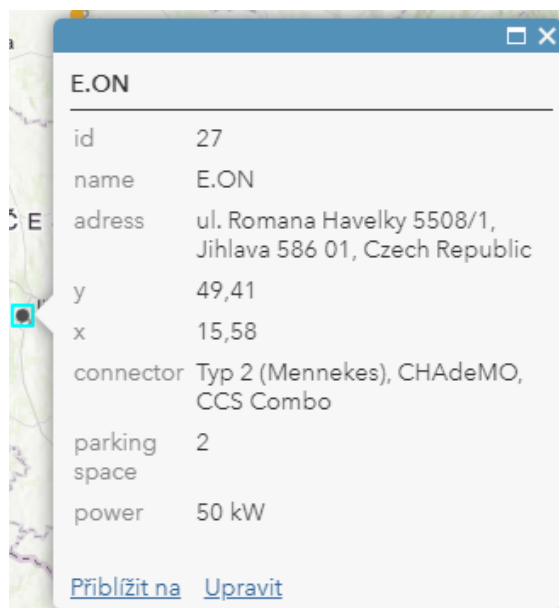 E.ON
id 27
name E.ON
adress ul. Romana Havelky 5508/1,
Jihlava 586 01, Czech Republic
y 49,41
ČE
x 15,58
connector Typ 2 (Mennekes), CHAdeMO,
CCS Combo
parking 2
space
power 50 kW
Přiblížit na Upravit